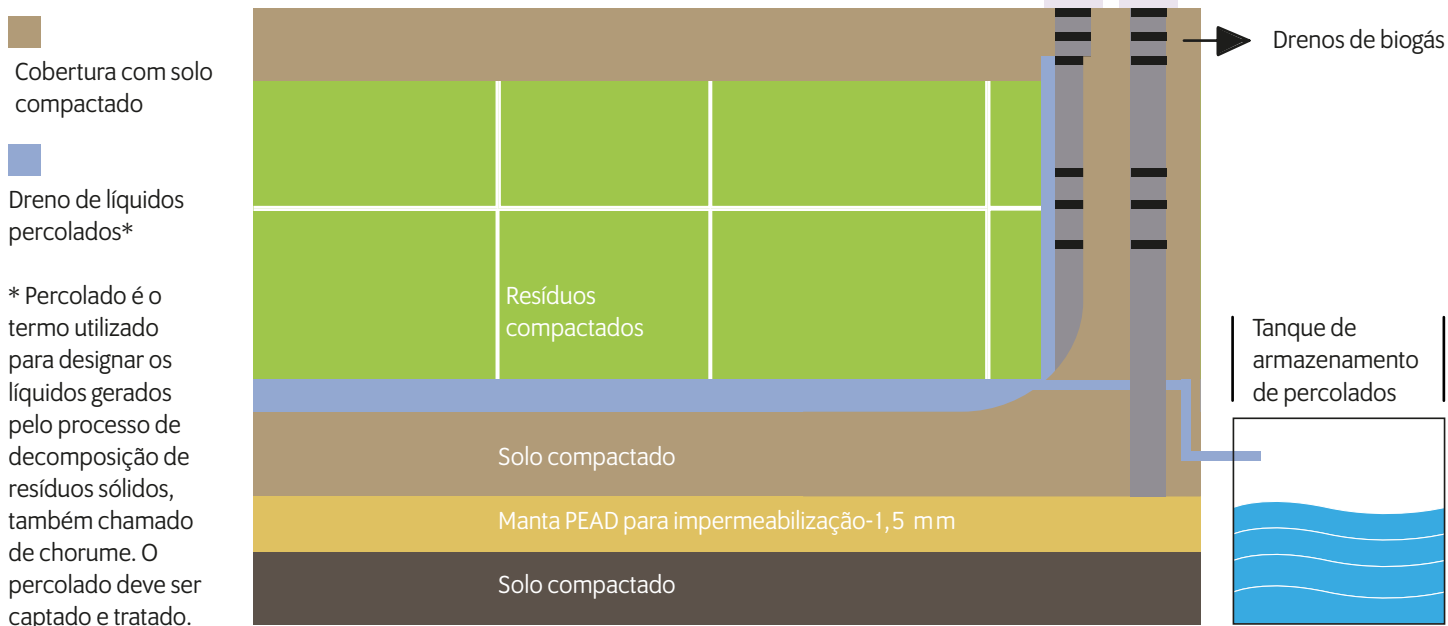 Cobertura com solo
compactado
Dreno de líquidos
percolados*
* Percolado é o
termo utilizado
para designar os
líquidos gerados
pelo processo de
decomposição de
resíduos sólidos,
também chamado
de chorume. O
percolado deve ser
captado e tratado.
Resíduos
compactados
Solo compactado
Manta PEAD para impermeabilização-1,5 mm
Solo compactado
Drenos de biogás
Tanque de
armazenamento
de percolados